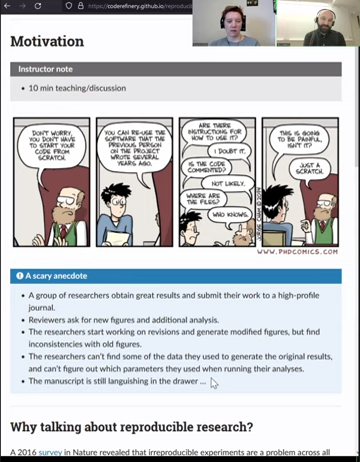 https://coderefinery.github.io/reproduci
Motivation
Instructor note
• 10 min teaching/discussion
DON'T WORRY,
YOU DON'T HAVE
TO START YOUR
CODE FROM
SCRATCH.
YOU CAN RE-USE THE
SOFTWARE THAT THE
PREVIOUS PERSON
ON THE PROJECT
WROTE SEVERAL
YEARS AGO.
ARE THERE
INSTRUCTIONS FOR
HOW TO USE IT?
I DOUBT IT.
IS THE CODE
COMMENTED?
NOT LIKELY.
WHERE ARE
THE FILES?
WHO KNOWS.
THIS IS GOING
TO BE PAINFUL,
ISN'T IT?
JUST A
SCRATCH.
WWW.PHDCOMICS.COM
A scary anecdote
• A group of researchers obtain great results and submit their work to a high-profile
journal.
• Reviewers ask for new figures and additional analysis.
• The researchers start working on revisions and generate modified figures, but find
inconsistencies with old figures.
• The researchers can't find some of the data they used to generate the original results,
and can't figure out which parameters they used when running their analyses.
• The manuscript is still languishing in the drawer ...
Why talking about reproducible research?
A 2016 survey in Nature revealed that irreproducible experiments are a problem across all